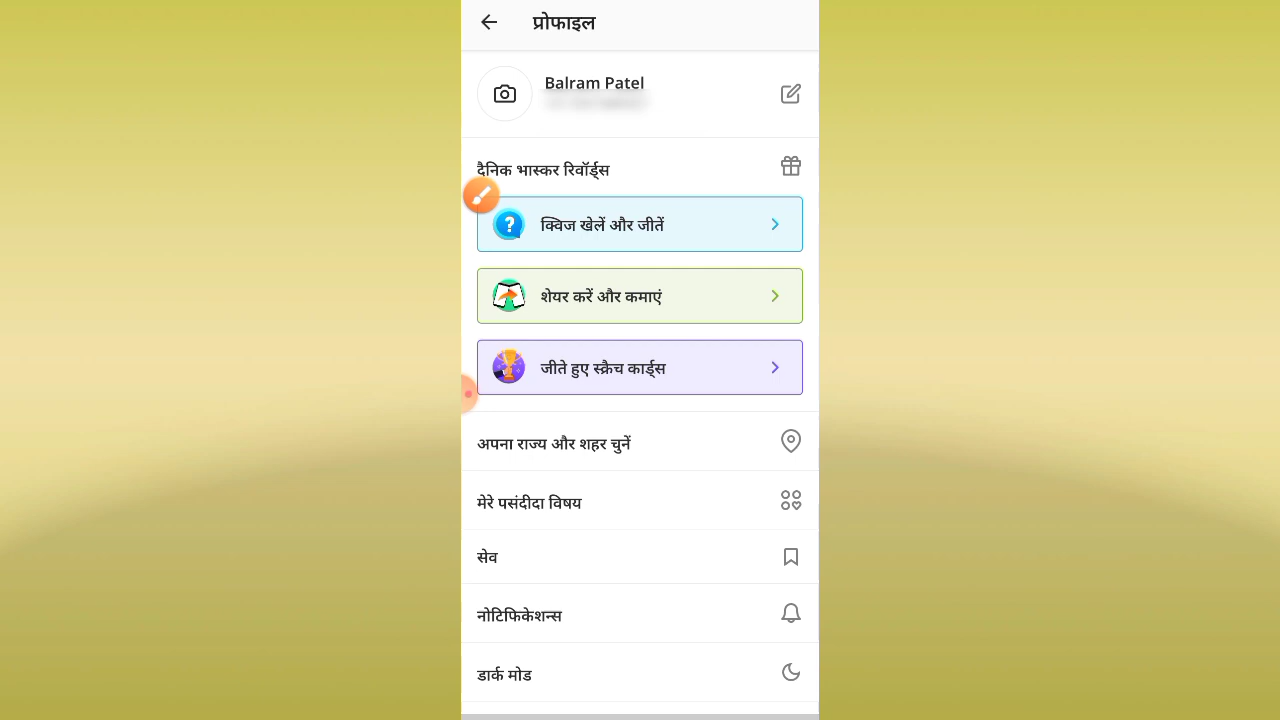 प्रोफाइल
Balram Patel
दैनिक भास्कर रिवॉर्ड्स
?
क्विज खेलें और जीतें
शेयर करें और कमाएं
जीते हुए स्क्रैच कार्ड्स
अपना राज्य और शहर चुनें
मेरे पसंदीदा विषय
सेव
नोटिफिकेशन्स
डार्क मोड